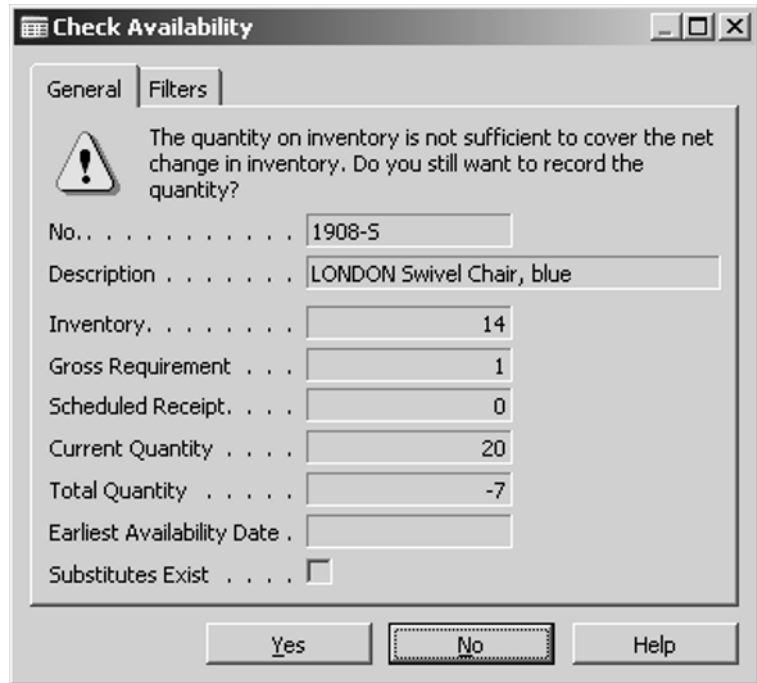 Check Availability
General Filters
The quantity on inventory is not sufficient to cover the net
change in inventory. Do you still want to record the
quantity?
No. . . . . . . . . . . . 1908-S
Description . . . . . . . LONDON Swivel Chair, blue
Inventory. . . . . . . . 14
Gross Requirement . . . 1
Scheduled Receipt. . . . 0
Current Quantity . . . . 20
Total Quantity . . . . . -7
Earliest Availability Date .
Substitutes Exist . . . .
Yes No Help